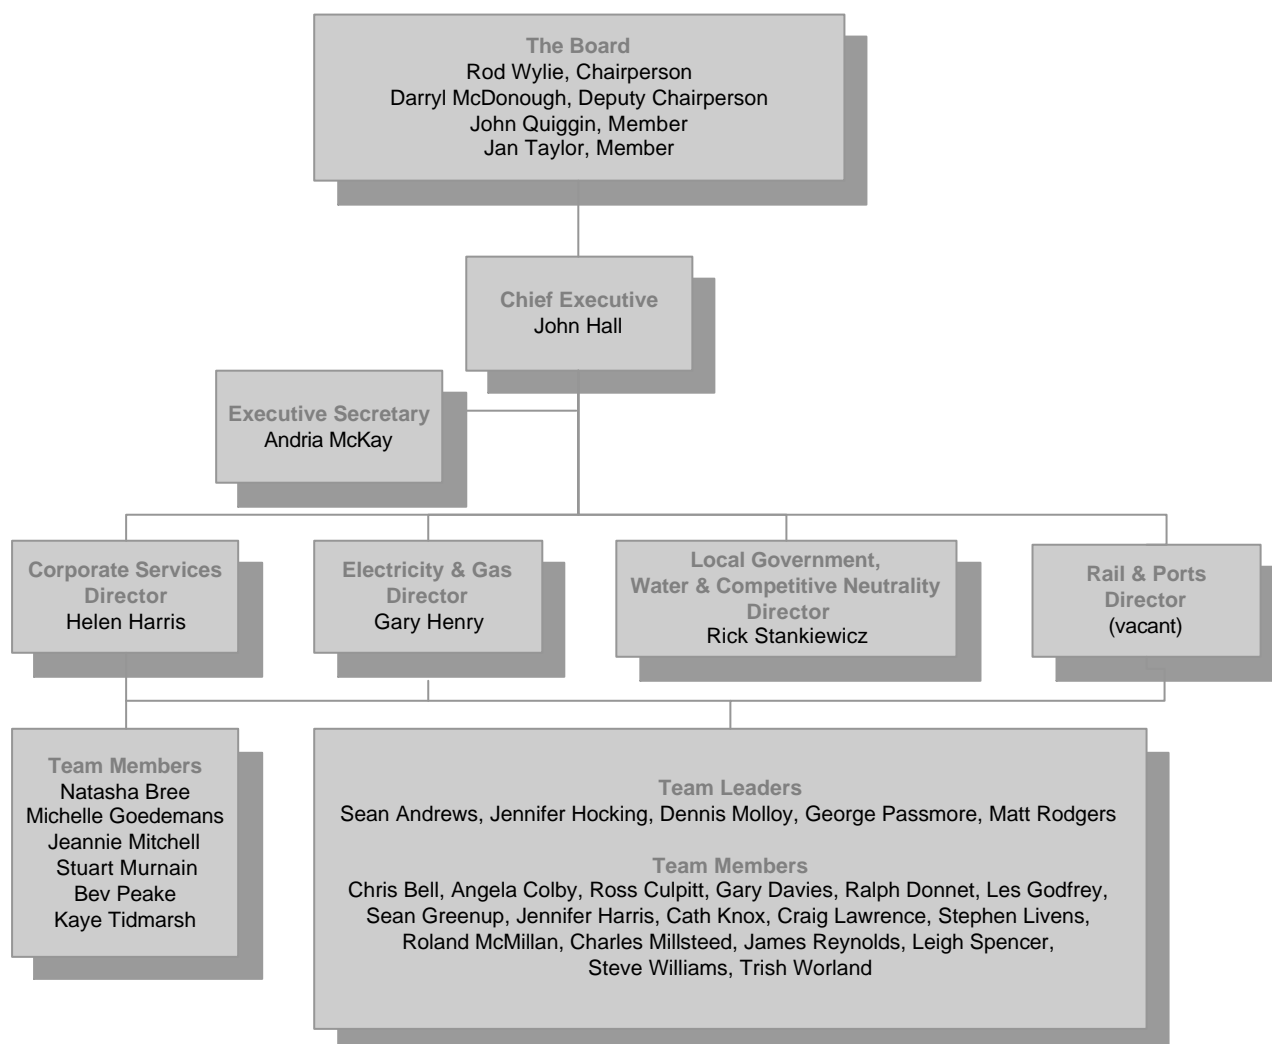 The Board
Rod Wylie, Chairperson
Darryl McDonough, Deputy Chairperson
John Quiggin, Member
Jan Taylor, Member
Chief Executive
John Hall
Executive Secretary
Andria McKay
Corporate Services
Director
Helen Harris
Electricity & Gas
Director
Gary Henry
Local Government,
Water & Competitive Neutrality
Director
Rick Stankiewicz
Rail & Ports
Director
(vacant)
Team Members
Natasha Bree
Michelle Goedemans
Jeannie Mitchell
Stuart Murnain
Bev Peake
Kaye Tidmarsh
Team Leaders
Sean Andrews, Jennifer Hocking, Dennis Molloy, George Passmore, Matt Rodgers
Team Members
Chris Bell, Angela Colby, Ross Culpitt, Gary Davies, Ralph Donnet, Les Godfrey,
Sean Greenup, Jennifer Harris, Cath Knox, Craig Lawrence, Stephen Livens,
Roland McMillan, Charles Millsteed, James Reynolds, Leigh Spencer,
Steve Williams, Trish Worland